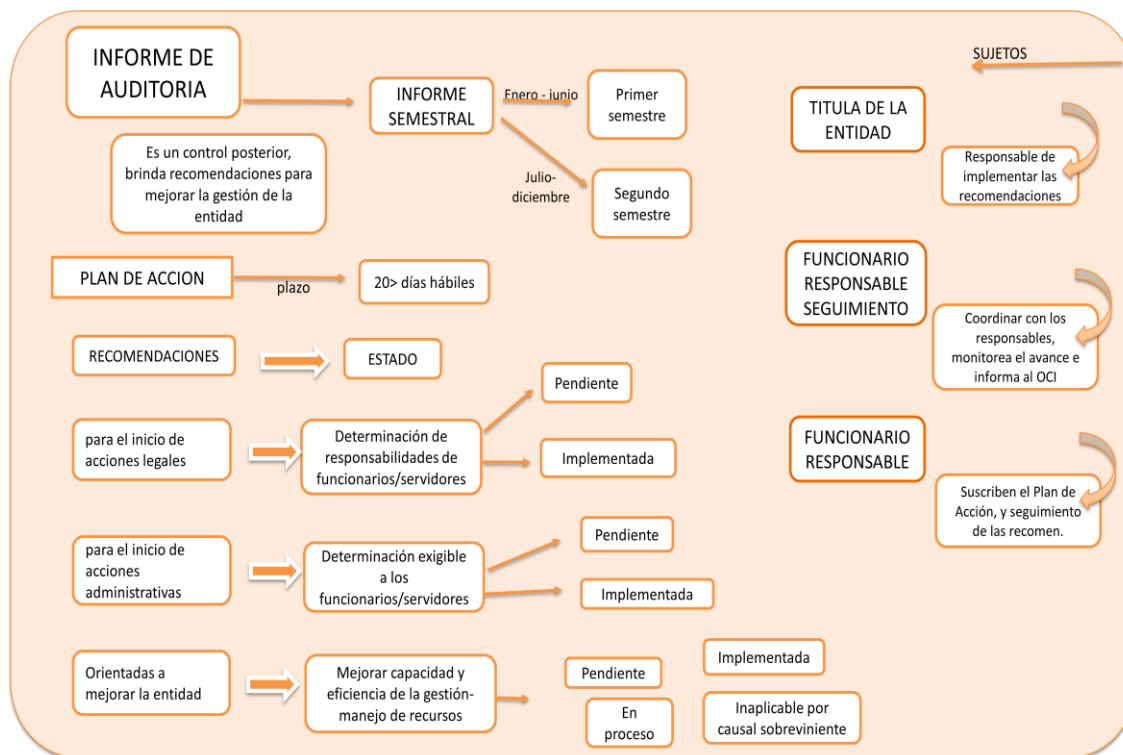 INFORME DE
AUDITORIA
INFORME
SEMESTRAL
Enero - junio
Primer
semestre
Julio-
diciembre
Segundo
semestre
Es un control posterior,
brinda recomendaciones para
mejorar la gestión de la
entidad
PLAN DE ACCION
plazo
20> días hábiles
RECOMENDACIONES
ESTADO
para el inicio de
acciones legales
Determinación de
responsabilidades de
funcionarios/servidores
Pendiente
Implementada
para el inicio de
acciones
administrativas
Determinación exigible
a los
funcionarios/servidores
Pendiente
Implementada
Orientadas a
mejorar la entidad
Mejorar capacidad y
eficiencia de la gestión-
manejo de recursos
Pendiente
Implementada
En
proceso
Inaplicable por
causal sobreviniente
SUJETOS
TITULA DE LA
ENTIDAD
Responsable de
implementar las
recomendaciones
FUNCIONARIO
RESPONSABLE
SEGUIMIENTO
Coordinar con los
responsables,
monitorea el avance e
informa al OCI
FUNCIONARIO
RESPONSABLE
Suscriben el Plan de
Acción, y seguimiento
de las recomen.